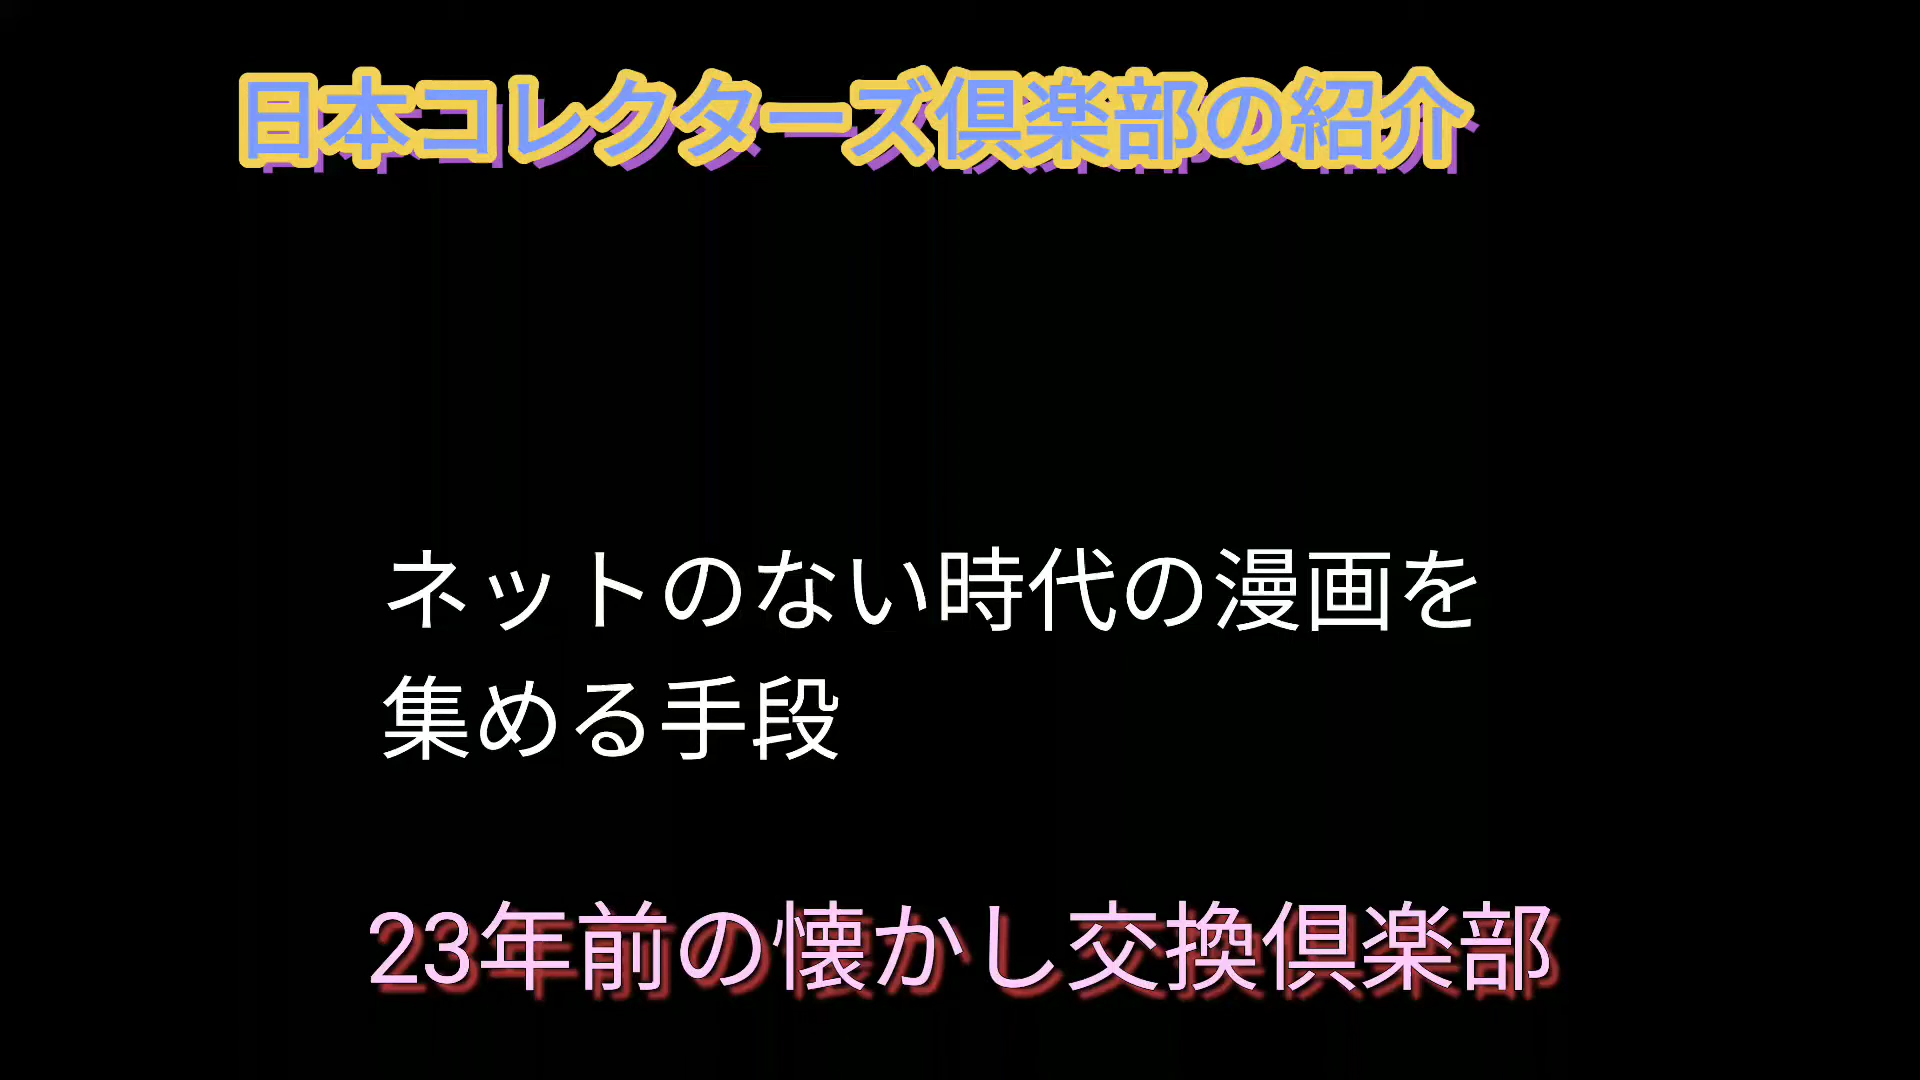 日本コレクターズ倶楽部の紹介
ネットのない時代の漫画を
集める手段
23年前の懐かし交換倶楽部